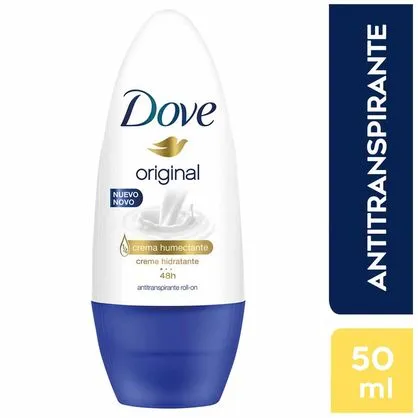 Dove
original
NUEVO
NOVO
crema humectante
creme hidratante
48h
antitranspirante roll-on
ANTITRANSPIRANTE
50
ml